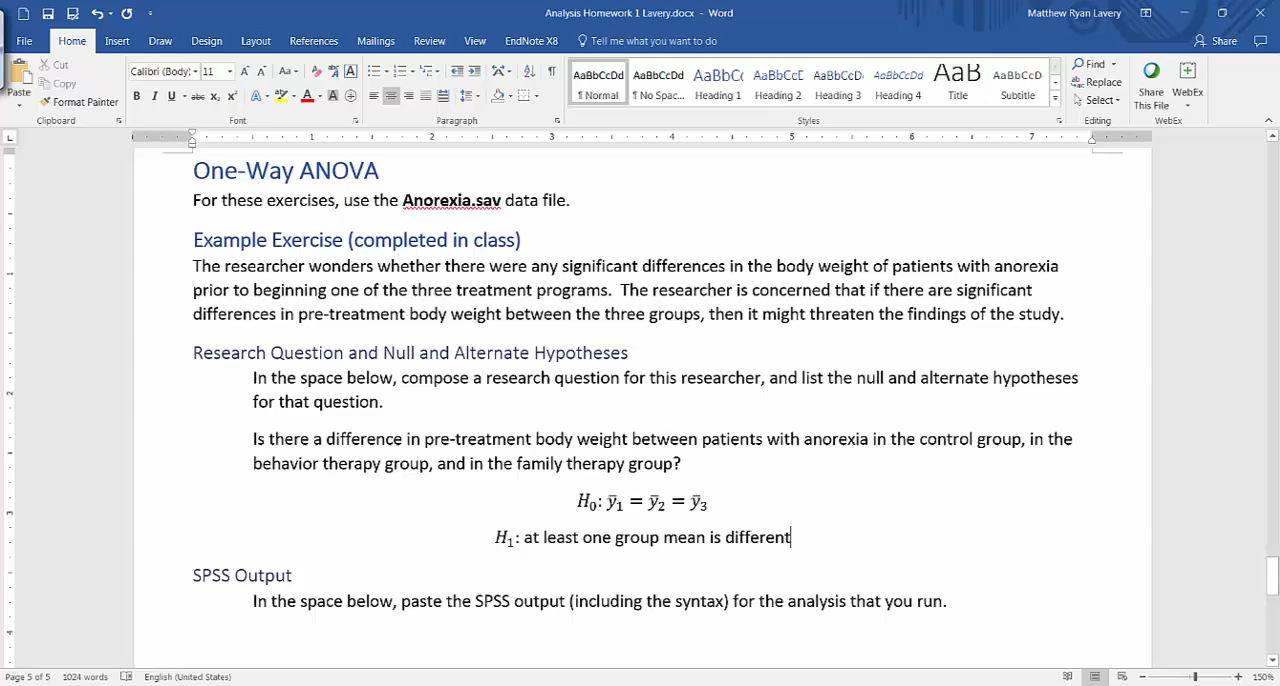 Analysis Homework 1 Lavery.docx - Word
Matthew Ryan Lavery
File Home Insert Draw Design Layout References Mailings Review View EndNote X8 Tell me what you want to do Share
Paste
Cut
Copy
Format Painter
Clipboard
Calibri (Body) 11
Font
Paragraph
AaBbCcDd AaBbCcDd AaBbC( AaBbCcE AaBbCcD AaBbCcDd AaB AaBbCcD
¶ Normal ¶ No Spac... Heading 1 Heading 2 Heading 3 Heading 4 Title Subtitle
Styles
Find
Replace
Select
Editing
Share This File
WebEx
WebEx
1 2 3 4 5 6 7
One-Way ANOVA
For these exercises, use the Anorexia.sav data file.
Example Exercise (completed in class)
The researcher wonders whether there were any significant differences in the body weight of patients with anorexia
prior to beginning one of the three treatment programs.  The researcher is concerned that if there are significant
differences in pre-treatment body weight between the three groups, then it might threaten the findings of the study.
Research Question and Null and Alternate Hypotheses
In the space below, compose a research question for this researcher, and list the null and alternate hypotheses
for that question.
Is there a difference in pre-treatment body weight between patients with anorexia in the control group, in the
behavior therapy group, and in the family therapy group?
H₀: ȳ₁ = ȳ₂ = ȳ₃
H₁: at least one group mean is different
SPSS Output
In the space below, paste the SPSS output (including the syntax) for the analysis that you run.
Page 5 of 5 1024 words English (United States) 150%